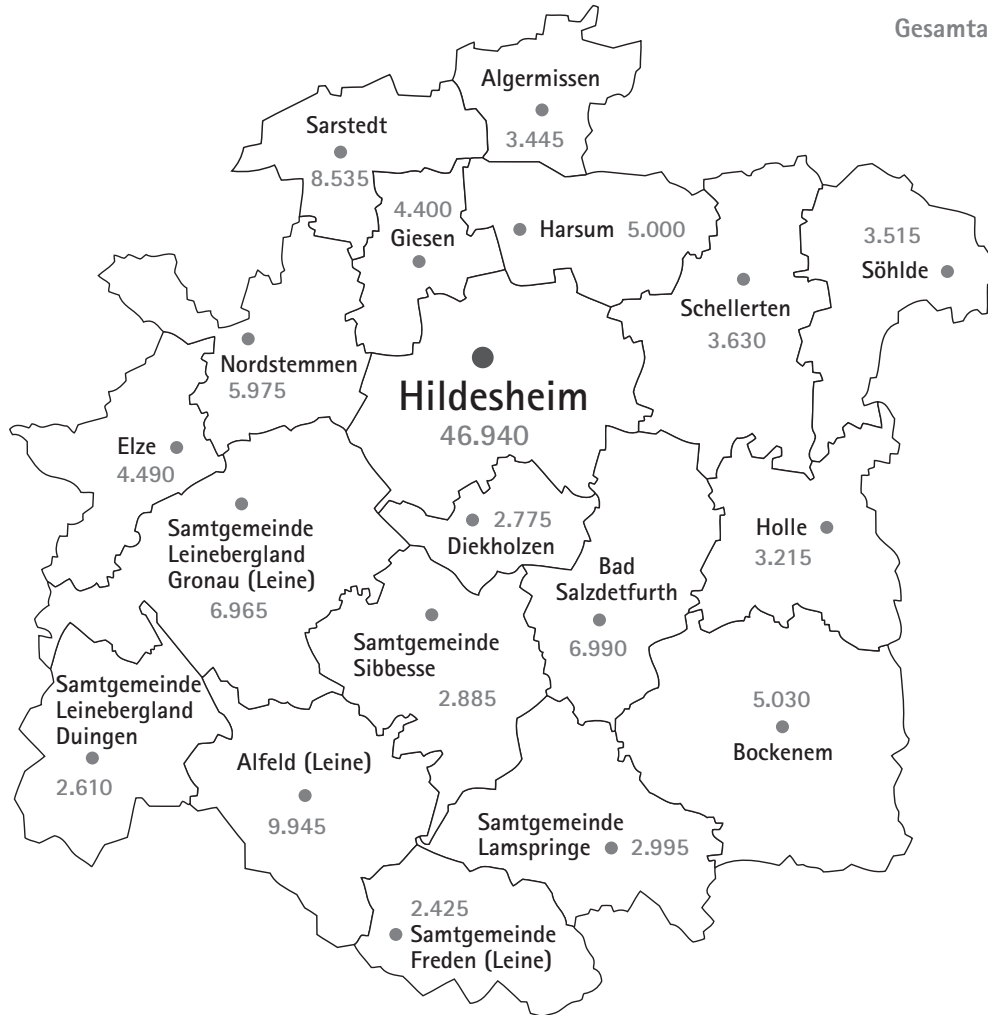 Gesamta
Algermissen
3.445
Sarstedt
8.535
4.400
Giesen
Harsum 5.000
3.515
Söhlde
Schellerten
3.630
Nordstemmen
5.975
Hildesheim
46.940
Elze
4.490
2.775
Diekholzen
Holle
3.215
Samtgemeinde
Leinebergland
Gronau (Leine)
6.965
Bad
Salzdetfurth
6.990
Samtgemeinde
Sibbesse
2.885
Samtgemeinde
Leinebergland
Duingen
2.610
5.030
Bockenem
Alfeld (Leine)
9.945
Samtgemeinde
Lamspringe 2.995
2.425
Samtgemeinde
Freden (Leine)